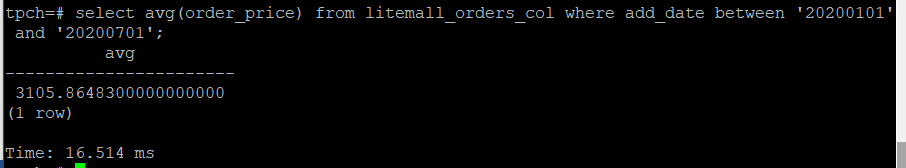 tpch=# select avg(order_price) from litemall_orders_col where add_date between '20200101'
 and '20200701';
          avg
-----------------------
 3105.8648300000000000
(1 row)

Time: 16.514 ms